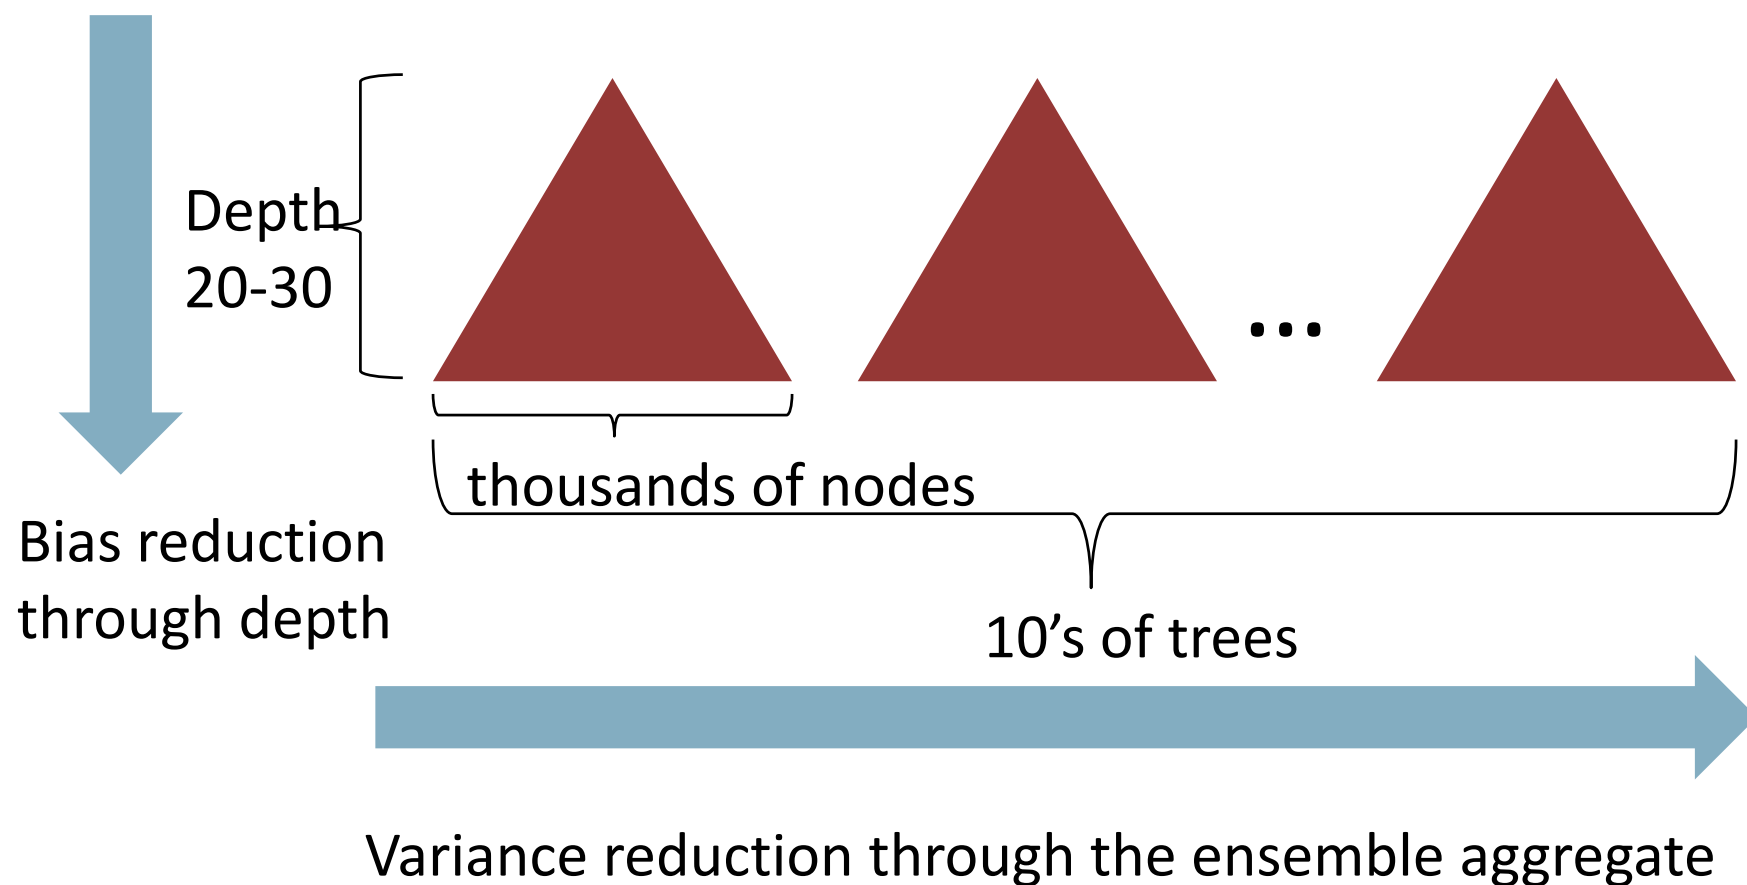 Depth
20-30
...
thousands of nodes
Bias reduction
through depth
10’s of trees
Variance reduction through the ensemble aggregate